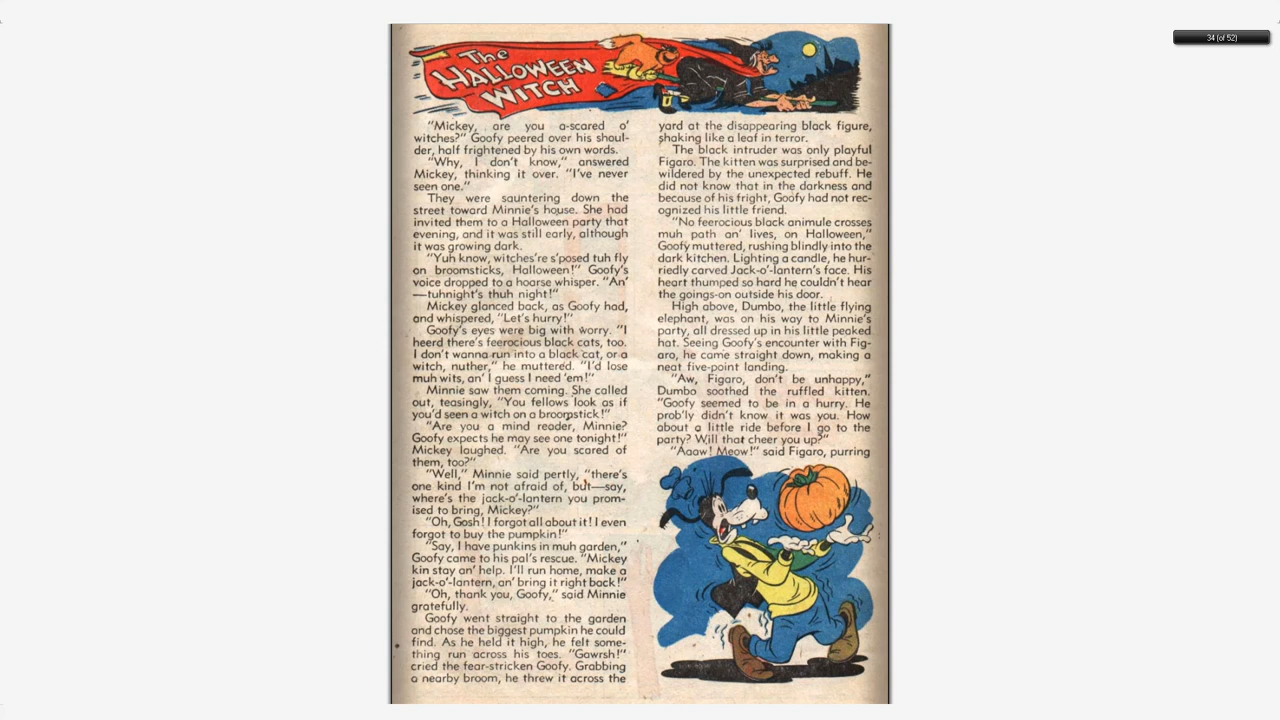 34 (of 52)
The
HALLOWEEN
WITCH
"Mickey, are you a-scared o'
witches?" Goofy peered over his shoul-
der, half frightened by his own words.
"Why, I don't know," answered
Mickey, thinking it over. "I've never
seen one."
They were sauntering down the
street toward Minnie's house. She had
invited them to a Halloween party that
evening, and it was still early, although
it was growing dark.
"Yuh know, witches're s'posed tuh fly
on broomsticks, Halloween!" Goofy's
voice dropped to a hoarse whisper. "An'
—tuhnight's thuh night!"
Mickey glanced back, as Goofy had,
and whispered, "Let's hurry!"
Goofy's eyes were big with worry. "I
heerd there's feerocious black cats, too.
I don't wanna run into a black cat, or a
witch, nuther," he muttered. "I'd lose
muh wits, an' I guess I need 'em!"
Minnie saw them coming. She called
out, teasingly, "You fellows look as if
you'd seen a witch on a broomstick!"
"Are you a mind reader, Minnie?
Goofy expects he may see one tonight!"
Mickey laughed. "Are you scared of
them, too?"
"Well," Minnie said pertly, "there's
one kind I'm not afraid of, but—say,
where's the jack-o'-lantern you prom-
ised to bring, Mickey?"
"Oh, Gosh! I forgot all about it! I even
forgot to buy the pumpkin!"
"Say, I have punkins in muh garden,"
Goofy came to his pal's rescue. "Mickey
kin stay an' help. I'll run home, make a
jack-o'-lantern, an' bring it right back!"
"Oh, thank you, Goofy," said Minnie
gratefully.
Goofy went straight to the garden
and chose the biggest pumpkin he could
find. As he held it high, he felt some-
thing run across his toes. "Gawrsh!"
cried the fear-stricken Goofy. Grabbing
a nearby broom, he threw it across the
yard at the disappearing black figure,
shaking like a leaf in terror.
The black intruder was only playful
Figaro. The kitten was surprised and be-
wildered by the unexpected rebuff. He
did not know that in the darkness and
because of his fright, Goofy had not rec-
ognized his little friend.
"No feerocious black animule crosses
muh path an' lives, on Halloween,"
Goofy muttered, rushing blindly into the
dark kitchen. Lighting a candle, he hur-
riedly carved Jack-o'-lantern's face. His
heart thumped so hard he couldn't hear
the goings-on outside his door.
High above, Dumbo, the little flying
elephant, was on his way to Minnie's
party, all dressed up in his little peaked
hat. Seeing Goofy's encounter with Fig-
aro, he came straight down, making a
neat five-point landing.
"Aw, Figaro, don't be unhappy,"
Dumbo soothed the ruffled kitten.
"Goofy seemed to be in a hurry. He
prob'ly didn't know it was you. How
about a little ride before I go to the
party? Will that cheer you up?"
"Aaaw! Meow!" said Figaro, purring